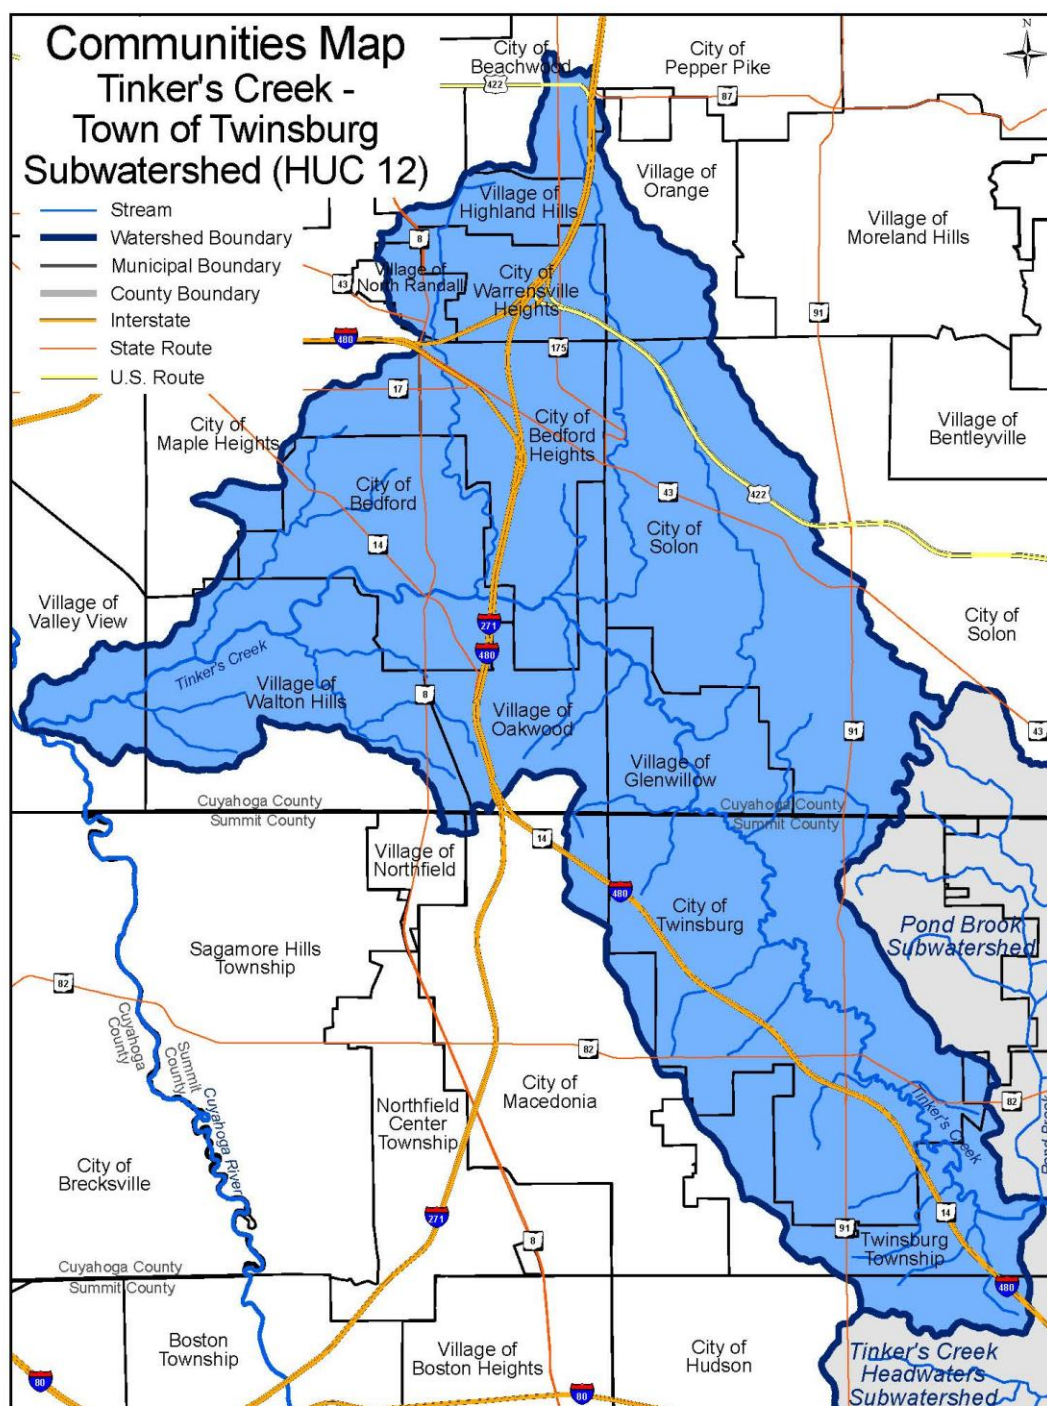 Communities Map
Tinker's Creek -
Town of Twinsburg
Subwatershed (HUC 12)
Stream
Watershed Boundary
Municipal Boundary
County Boundary
Interstate
State Route
U.S. Route
N
City of
Beachwood
422
City of
Pepper Pike
87
Village of
Orange
Village of
Highland Hills
Village of
Moreland Hills
8
Village of
North Randall
43
City of
Warrensville
Heights
91
480
175
17
City of
Maple Heights
City of
Bedford
Heights
Village of
Bentleyville
City of
Bedford
43
422
City of
Solon
14
Village of
Valley View
271
480
City of
Solon
Tinker's Creek
Village of
Walton Hills
8
Village of
Oakwood
91
43
Village of
Glenwillow
Cuyahoga County
Summit County
Cuyahoga County
Summit County
14
Village of
Northfield
480
City of
Twinsburg
Pond Brook
Subwatershed
Sagamore Hills
Township
82
Cuyahoga
County
Summit
County
82
Cuyahoga River
City of
Macedonia
Northfield
Center
Township
82
Tinker's Creek
Pond Brook
City of
Brecksville
271
8
91
14
Twinsburg
Township
Cuyahoga County
Summit County
480
Boston
Township
Village of
Boston Heights
City of
Hudson
Tinker's Creek
Headwaters
Subwatershed
80
80